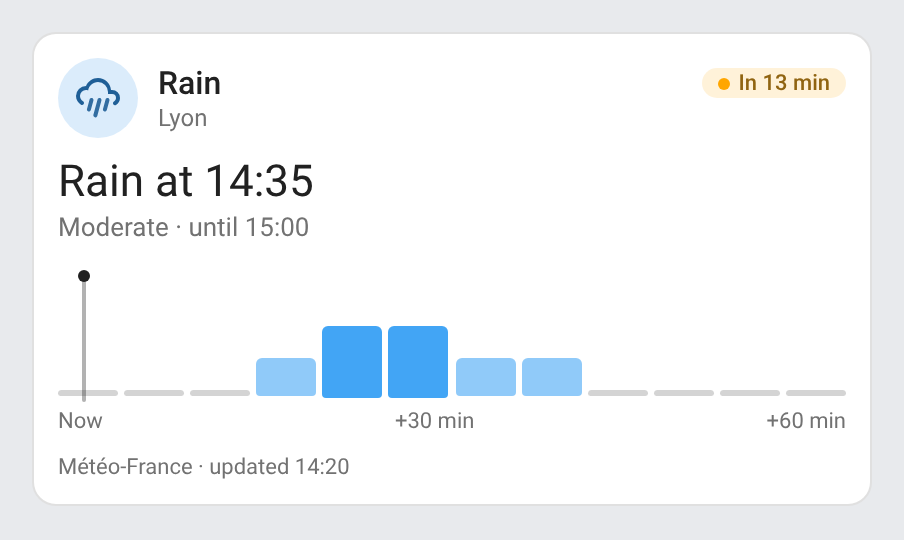 Rain
Lyon
In 13 min
Rain at 14:35
Moderate · until 15:00
Now
+30 min
+60 min
Météo-France · updated 14:20